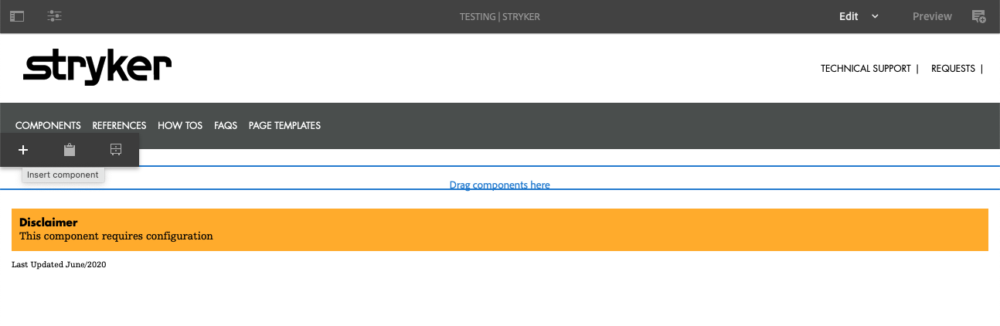 TESTING | STRYKER
Edit
Preview
stryker
TECHNICAL SUPPORT |
REQUESTS |
COMPONENTS REFERENCES HOW TOS FAQS PAGE TEMPLATES
Insert component
Drag components here
Disclaimer
This component requires configuration
Last Updated June/2020